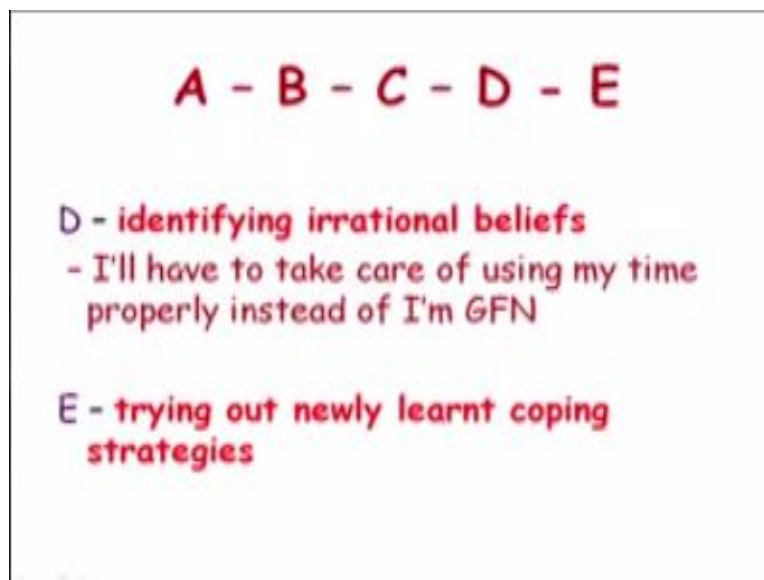 A - B - C - D - E
D - identifying irrational beliefs
- I'll have to take care of using my time
properly instead of I'm GFN
E - trying out newly learnt coping
strategies